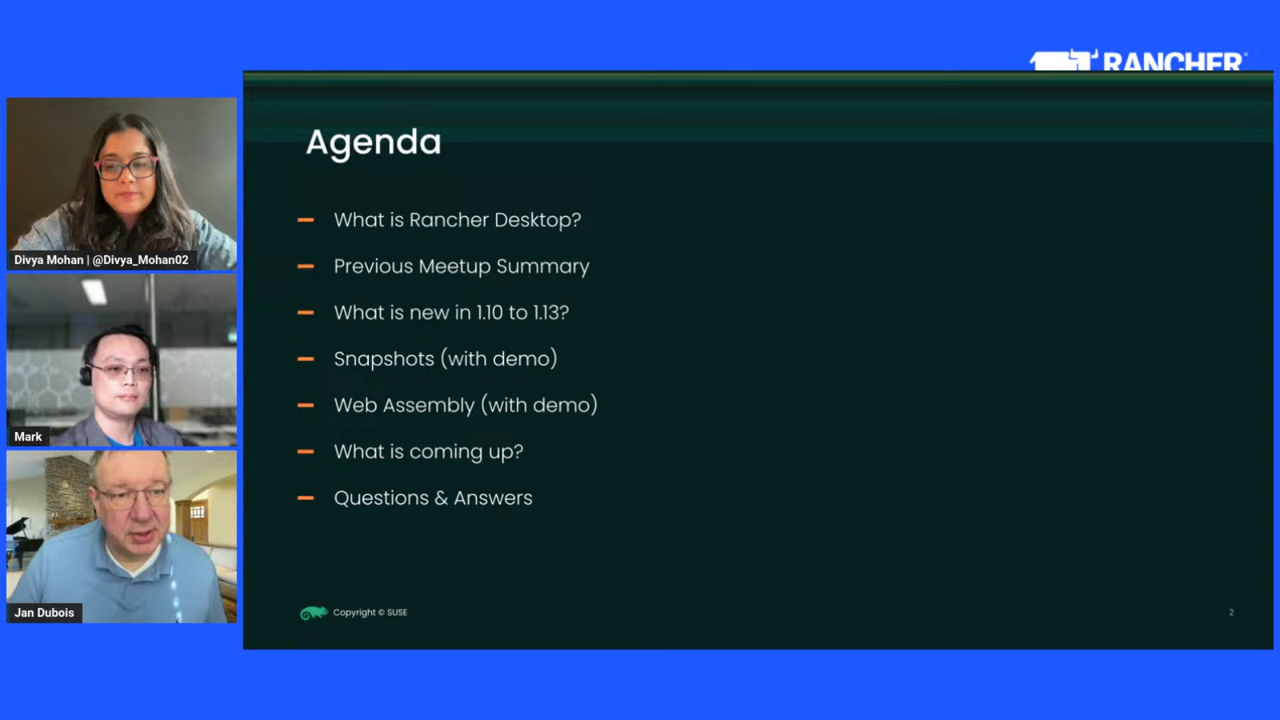 RANCHER
Agenda
What is Rancher Desktop?
Previous Meetup Summary
What is new in 1.10 to 1.13?
Snapshots (with demo)
Web Assembly (with demo)
What is coming up?
Questions & Answers
Copyright © SUSE
2
Divya Mohan | @Divya_Mohan02
Mark
Jan Dubois